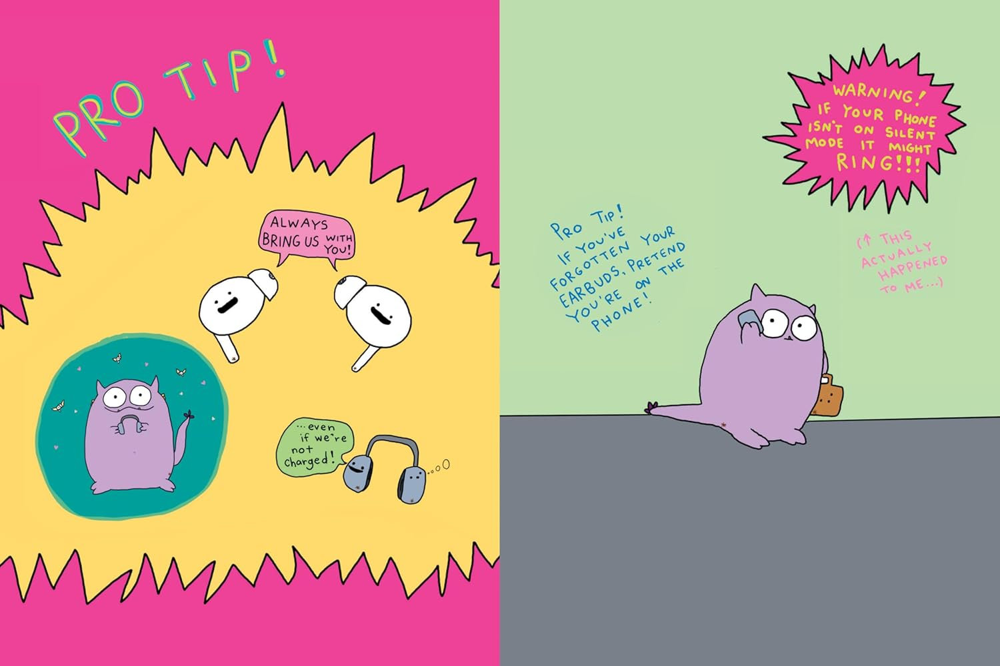 PRO TIP!
ALWAYS
BRING US WITH
YOU!
...even
if we're
not
charged!
WARNING!
IF YOUR PHONE
ISN'T ON SILENT
MODE IT MIGHT
RING!!!
PRO TIP!
IF YOU'VE
FORGOTTEN YOUR
EARBUDS, PRETEND
YOU'RE ON THE
PHONE!
(↑ THIS
ACTUALLY
HAPPENED
TO ME...)